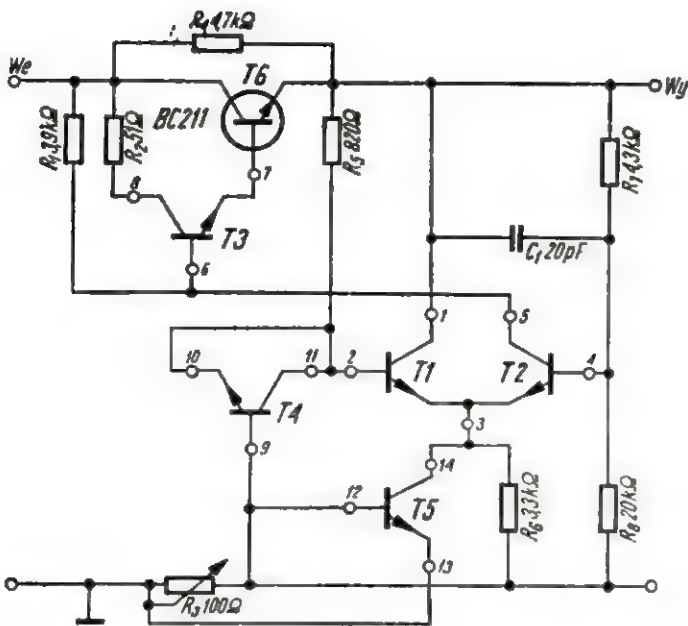 R₄ 4,7kΩ
We
T6
Wy
BC211
R₁ 3,9kΩ
R₂ 51Ω
R₅ 820Ω
R₁ 4,3kΩ
8
7
T3
6
C₁ 20pF
1
5
10
11
2
T1
T2
4
T4
3
9
14
12
T5
R₆ 3,3kΩ
R₈ 20kΩ
13
R₃ 100Ω